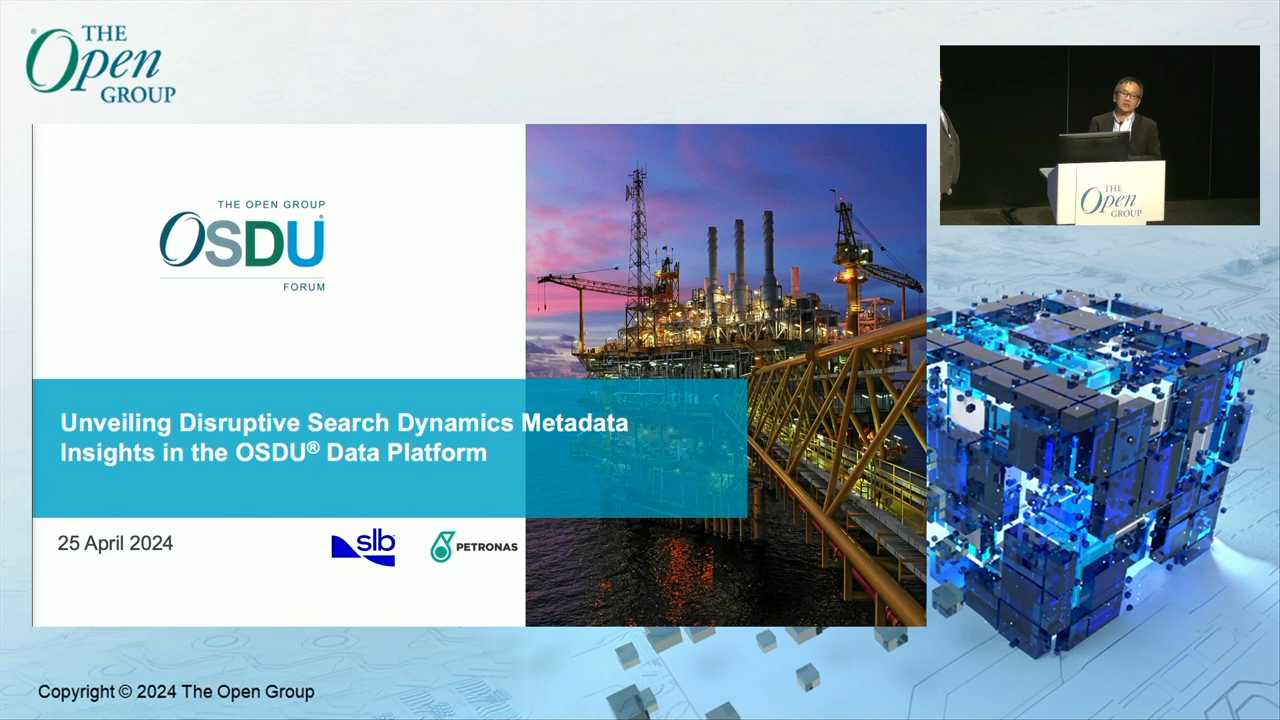 THE
Open
GROUP
THE OPEN GROUP
OSDU®
FORUM
Unveiling Disruptive Search Dynamics Metadata
Insights in the OSDU® Data Platform
25 April 2024
slb
PETRONAS
THE
Open
GROUP
Copyright © 2024 The Open Group